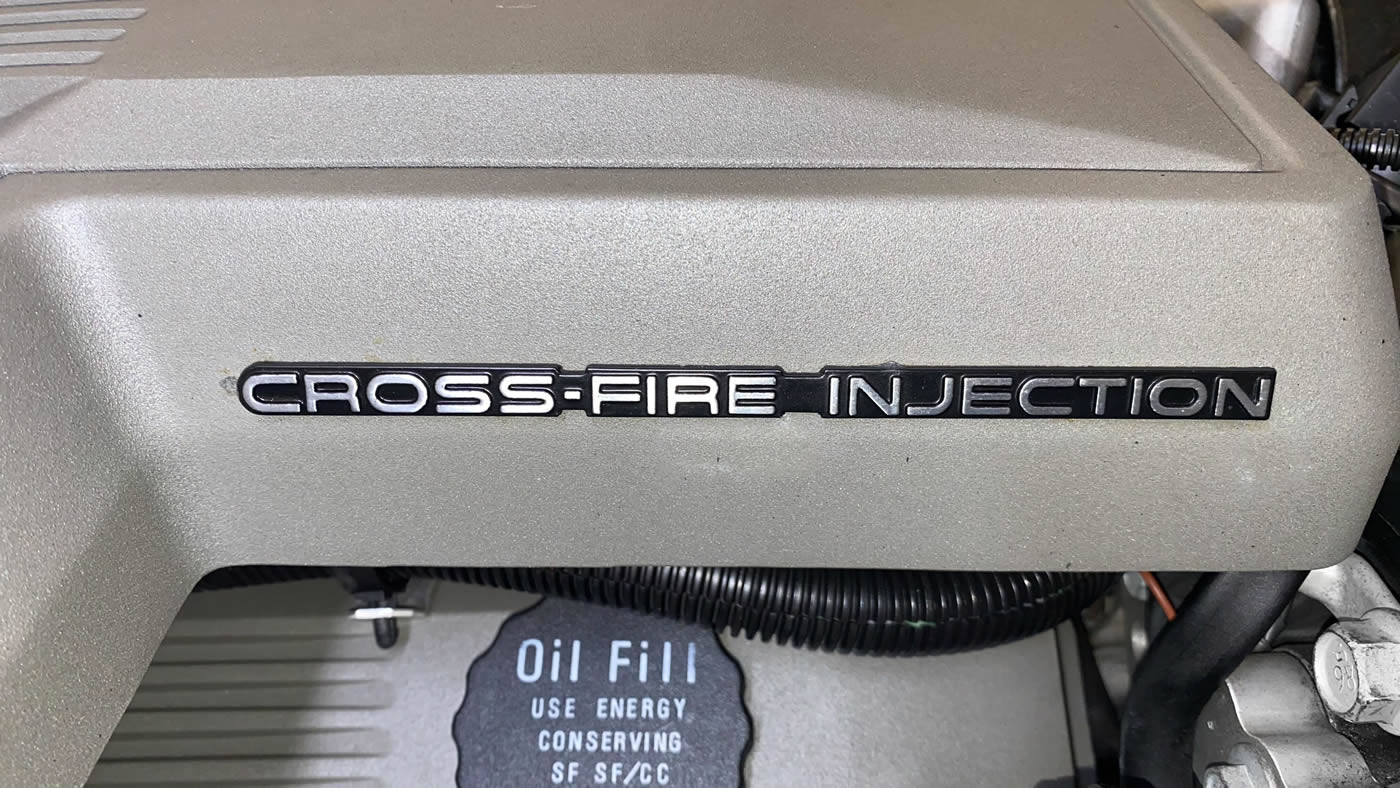 CROSS-FIRE INJECTION
Oil Fill
USE ENERGY
CONSERVING
SF SF/CC